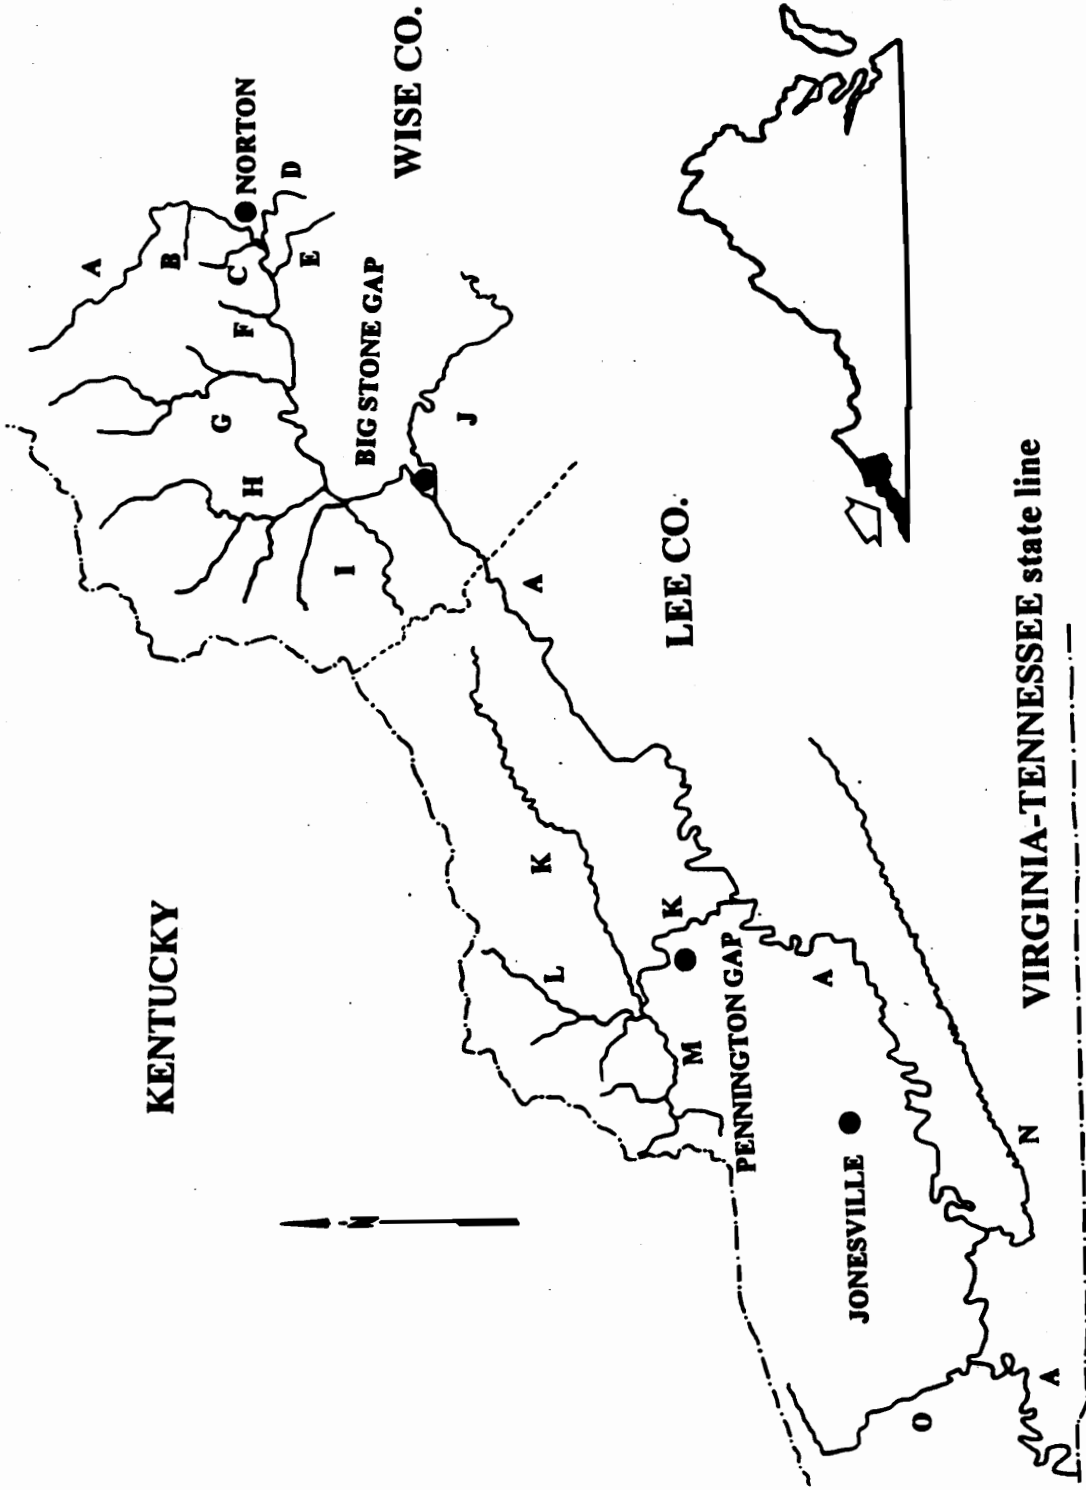 A
B
NORTON
C
D
E
F
WISE CO.
G
H
BIG STONE GAP
I
J
A
LEE CO.
KENTUCKY
K
K
L
M
PENNINGTON GAP
A
JONESVILLE
N
N
O
A
VIRGINIA-TENNESSEE state line